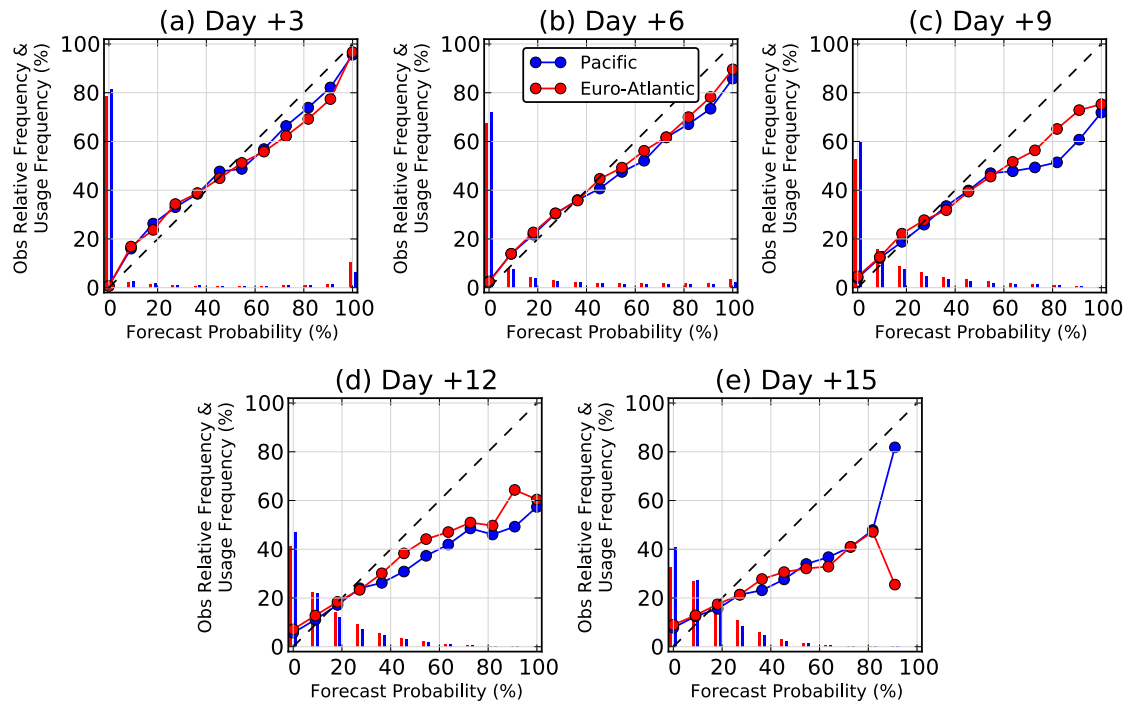 (a) Day +3
(b) Day +6
(c) Day +9
Obs Relative Frequency &
Usage Frequency (%)
100
80
60
40
20
0
0 20 40 60 80 100
Forecast Probability (%)
Obs Relative Frequency &
Usage Frequency (%)
100
80
60
40
20
0
Pacific
Euro-Atlantic
0 20 40 60 80 100
Forecast Probability (%)
Obs Relative Frequency &
Usage Frequency (%)
100
80
60
40
20
0
0 20 40 60 80 100
Forecast Probability (%)
(d) Day +12
(e) Day +15
Obs Relative Frequency &
Usage Frequency (%)
100
80
60
40
20
0
0 20 40 60 80 100
Forecast Probability (%)
Obs Relative Frequency &
Usage Frequency (%)
100
80
60
40
20
0
0 20 40 60 80 100
Forecast Probability (%)